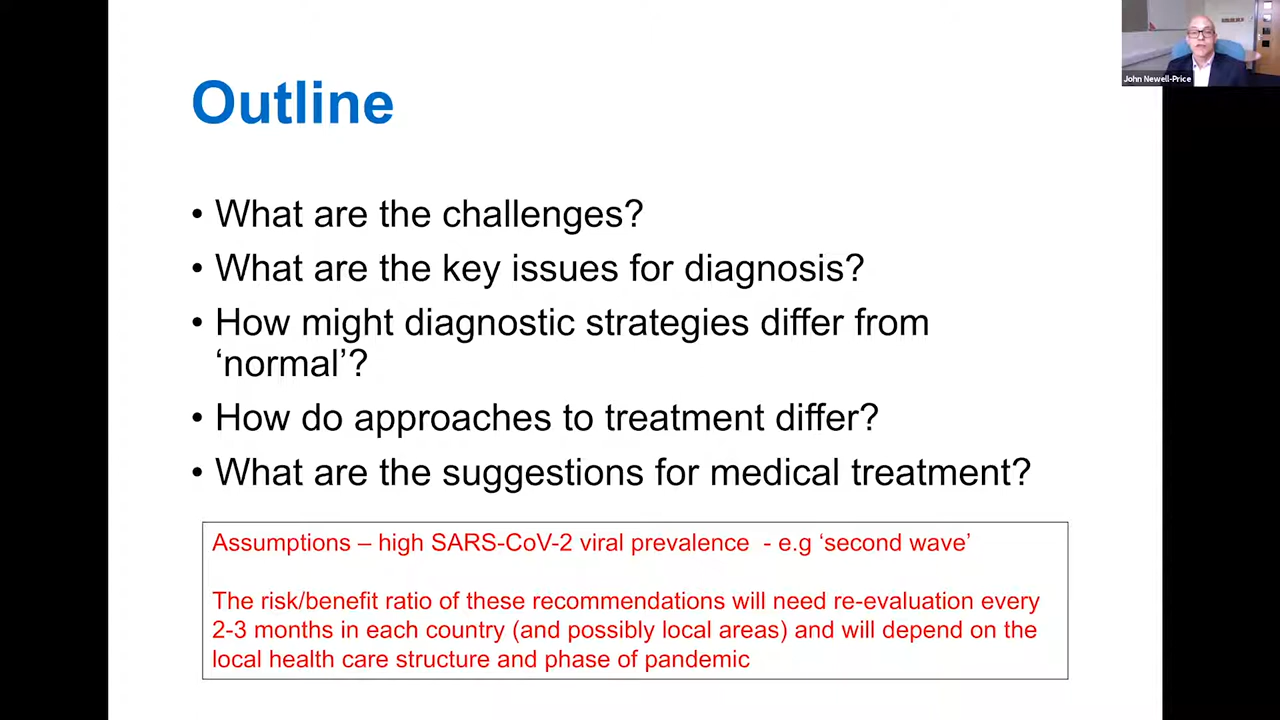 John Newell-Price
Outline
• What are the challenges?
• What are the key issues for diagnosis?
• How might diagnostic strategies differ from
‘normal’?
• How do approaches to treatment differ?
• What are the suggestions for medical treatment?
Assumptions – high SARS-CoV-2 viral prevalence - e.g ‘second wave’
The risk/benefit ratio of these recommendations will need re-evaluation every
2-3 months in each country (and possibly local areas) and will depend on the
local health care structure and phase of pandemic